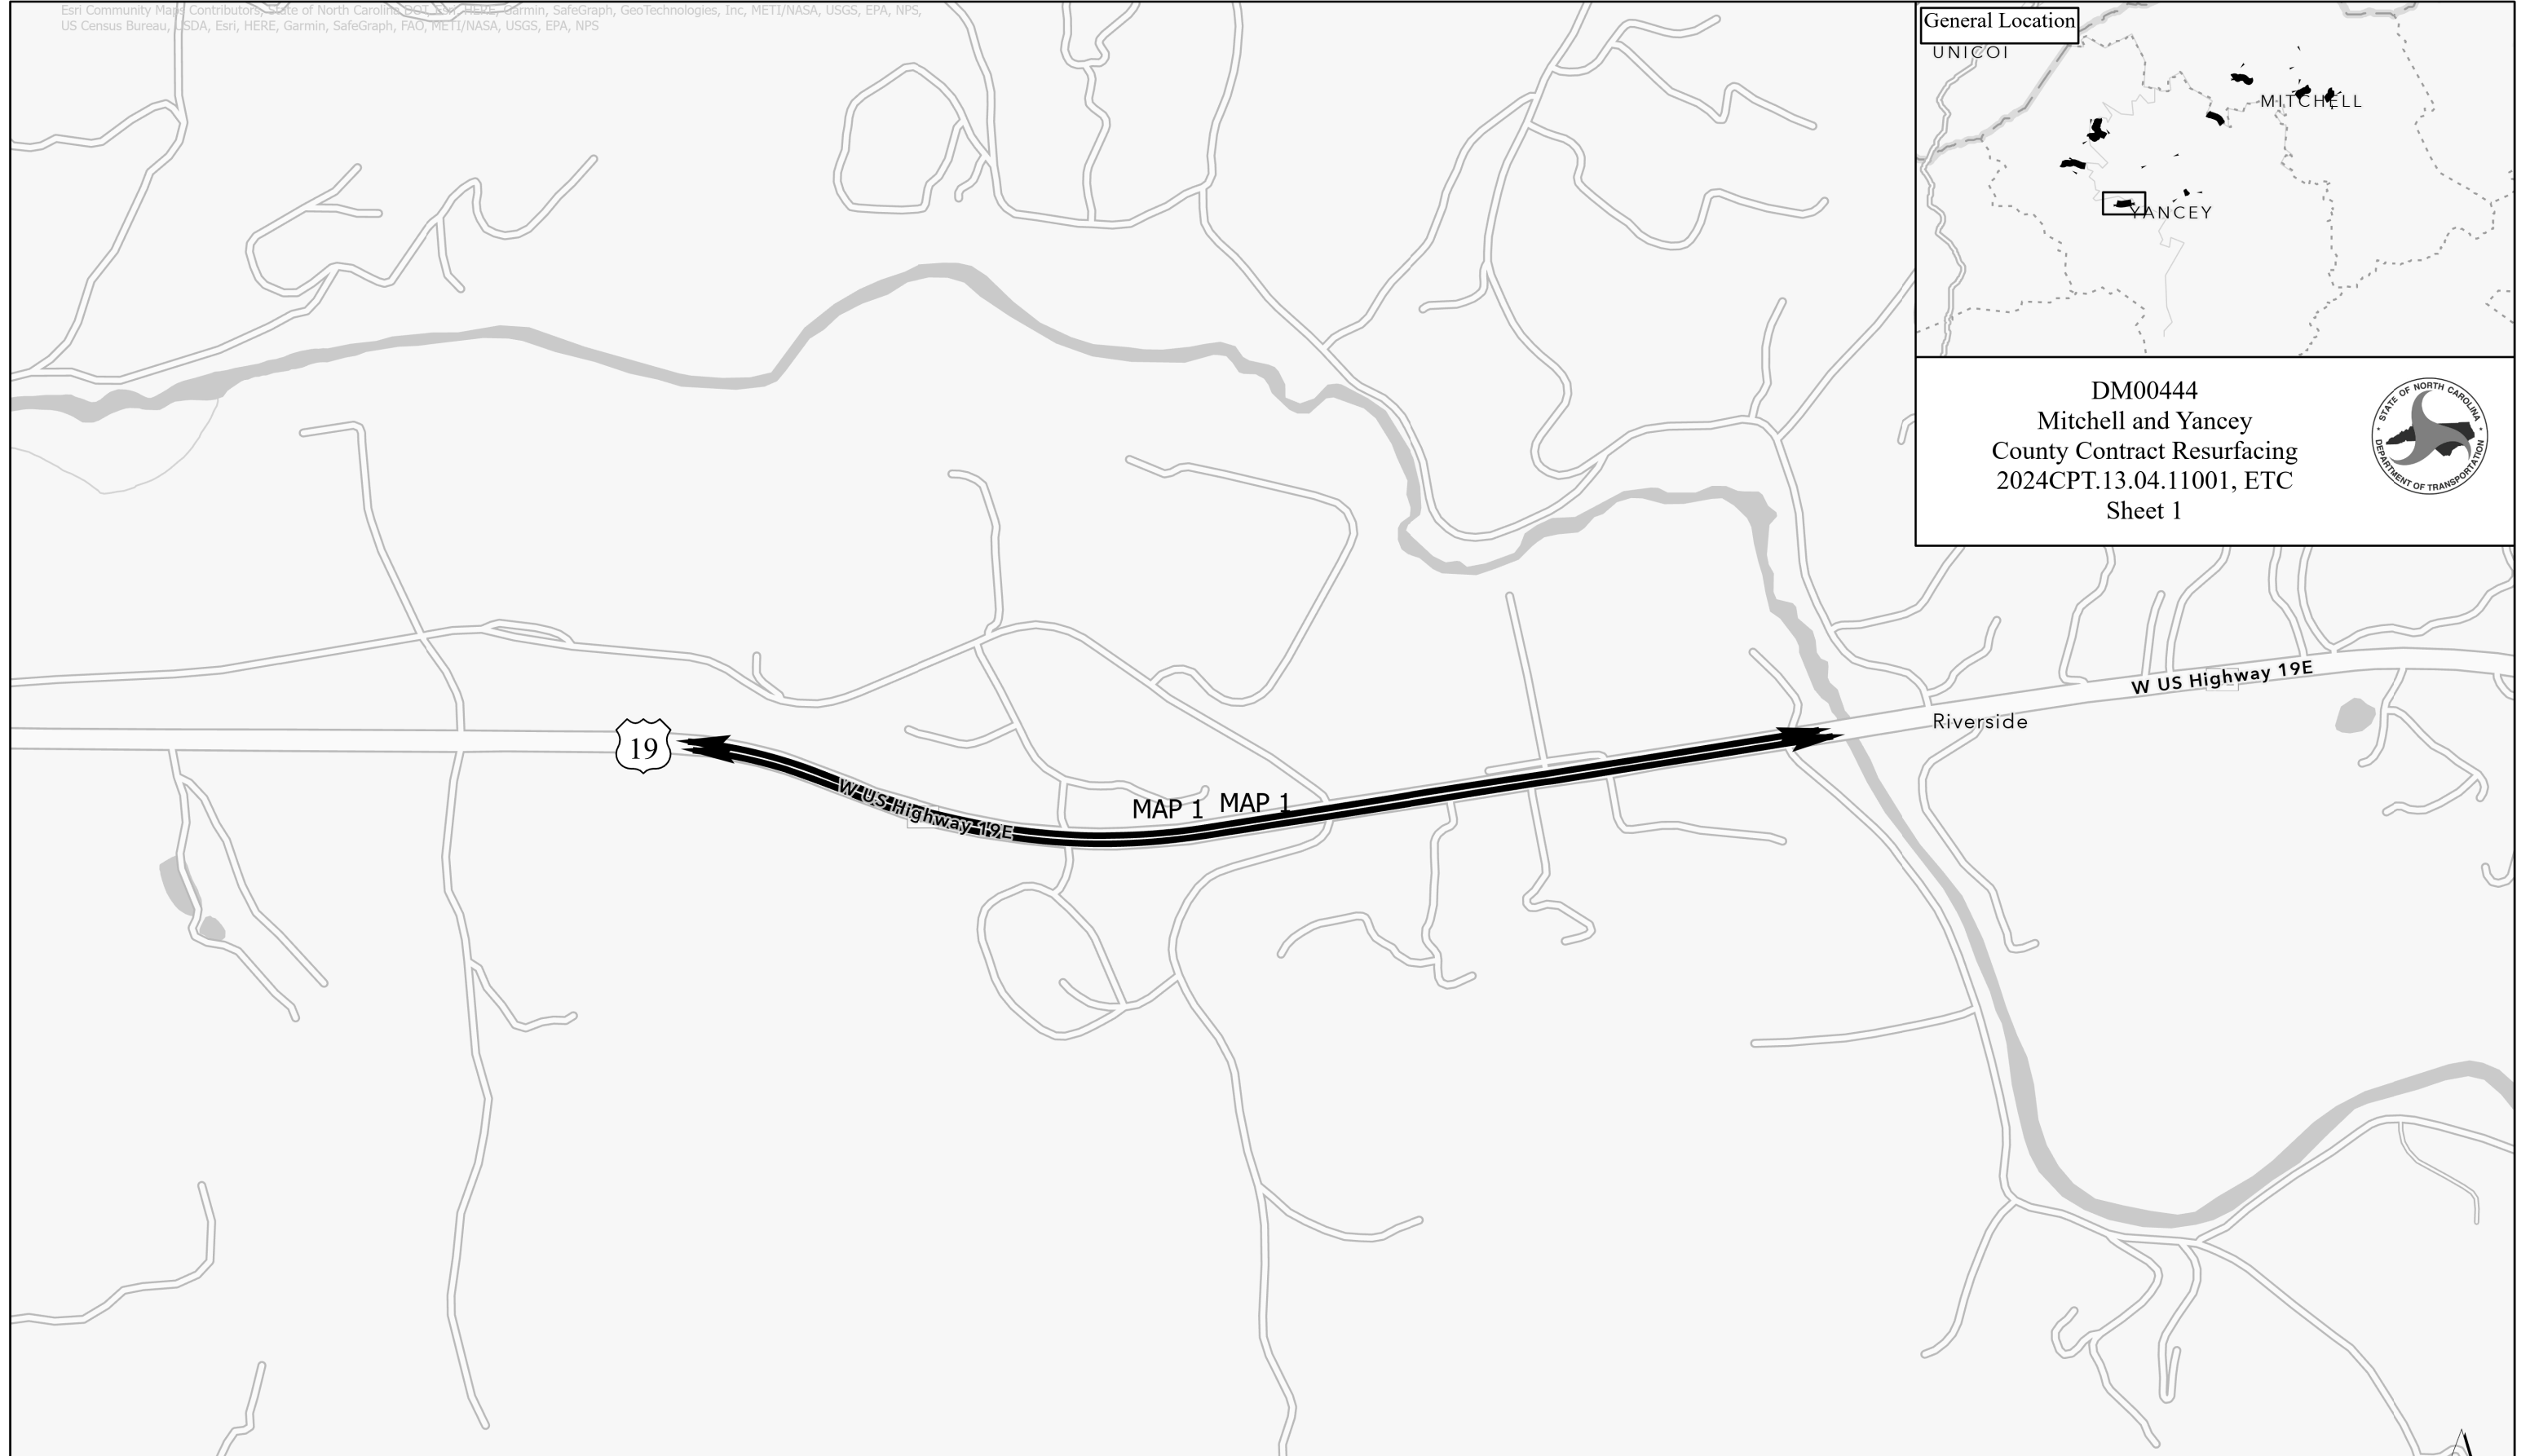 Esri Community Maps Contributors, State of North Carolina DOT, Esri, HERE, Garmin, SafeGraph, GeoTechnologies, Inc, METI/NASA, USGS, EPA, NPS,
US Census Bureau, USDA, Esri, HERE, Garmin, SafeGraph, FAO, METI/NASA, USGS, EPA, NPS
General Location
UNICOI
MITCHELL
YANCEY
DM00444
Mitchell and Yancey
County Contract Resurfacing
2024CPT.13.04.11001, ETC
Sheet 1
STATE OF NORTH CAROLINA
DEPARTMENT OF TRANSPORTATION
W US Highway 19E
Riverside
19
W US Highway 19E
MAP 1
MAP 1